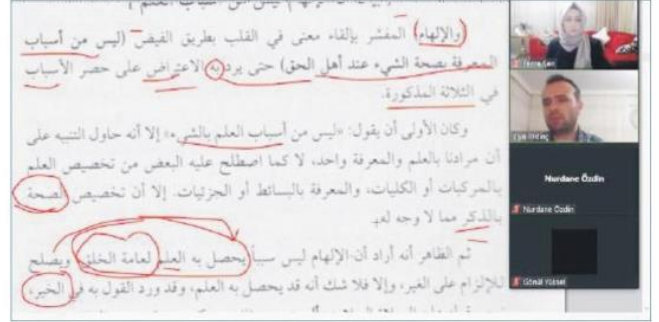 (والإلهام) المفسَّر بإلقاء معنى في القلب بطريق الفيض (ليس من أسباب
المعرفة بصحة الشيء عند أهل الحق) حتى يرد به الاعتراض على حصر الأسباب
في الثلاثة المذكورة.
وكان الأولى أن يقول: «ليس من أسباب العلم بالشيء» إلا أنه حاول التنبيه على
أن مرادنا بالعلم والمعرفة واحد، لا كما اصطلح عليه البعض من تخصيص العلم
بالمركبات أو الكليات، والمعرفة بالبسائط أو الجزئيات. إلا أن تخصيص الصحة
بالذكر مما لا وجه له.
ثم الظاهر أنه أراد أن الإلهام ليس سبباً يحصل به العلم لعامة الخلق ويصلح
للإلزام على الغير، وإلا فلا شك أنه قد يحصل به العلم، وقد ورد القول به في الخبر،
Nurdane Özdin
Nurdane Özdin
Gönül Yüksel